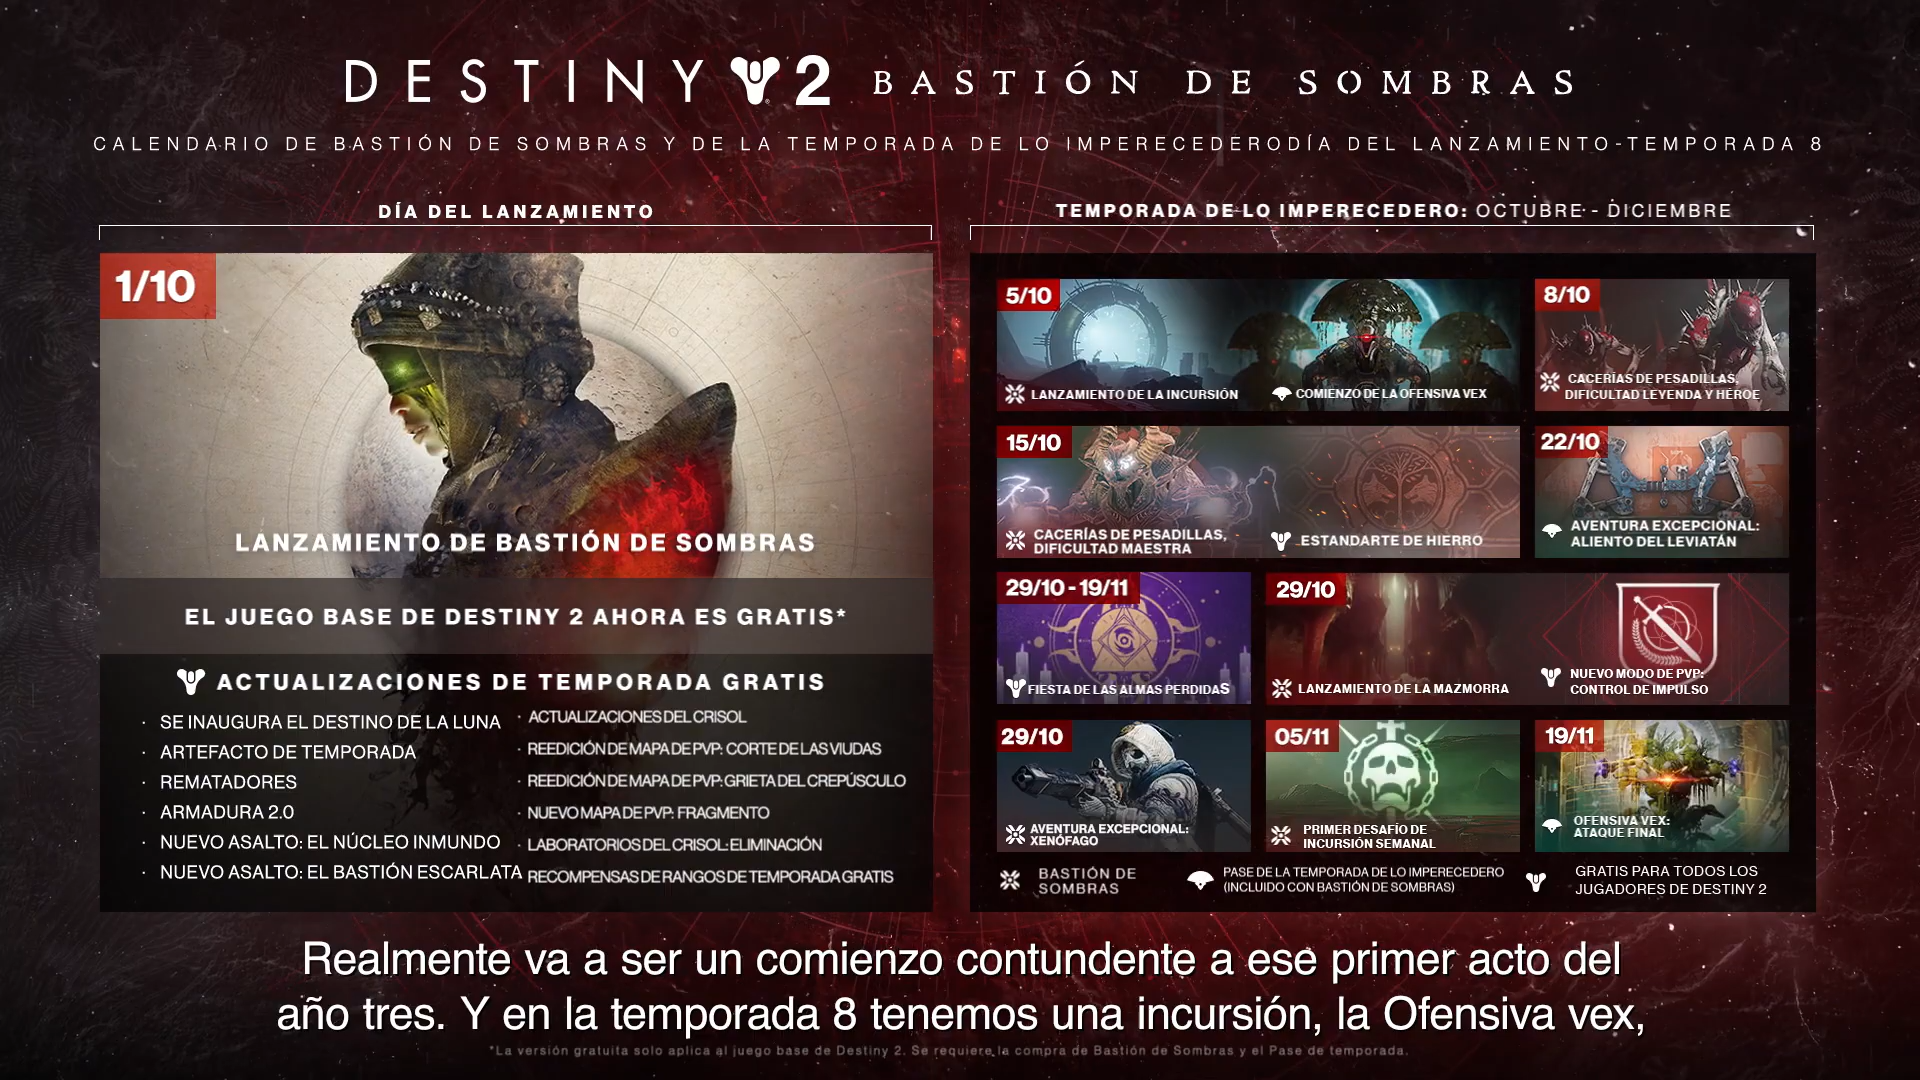 DESTINY 2 BASTIÓN DE SOMBRAS
CALENDARIO DE BASTIÓN DE SOMBRAS Y DE LA TEMPORADA DE LO IMPERECEDERODÍA DEL LANZAMIENTO-TEMPORADA 8
DÍA DEL LANZAMIENTO
1/10
LANZAMIENTO DE BASTIÓN DE SOMBRAS
EL JUEGO BASE DE DESTINY 2 AHORA ES GRATIS*
ACTUALIZACIONES DE TEMPORADA GRATIS
· SE INAUGURA EL DESTINO DE LA LUNA
· ARTEFACTO DE TEMPORADA
· REMATADORES
· ARMADURA 2.0
· NUEVO ASALTO: EL NÚCLEO INMUNDO
· NUEVO ASALTO: EL BASTIÓN ESCARLATA
· ACTUALIZACIONES DEL CRISOL
· REEDICIÓN DE MAPA DE PVP: CORTE DE LAS VIUDAS
· REEDICIÓN DE MAPA DE PVP: GRIETA DEL CREPÚSCULO
· NUEVO MAPA DE PVP: FRAGMENTO
· LABORATORIOS DEL CRISOL: ELIMINACIÓN
RECOMPENSAS DE RANGOS DE TEMPORADA GRATIS
TEMPORADA DE LO IMPERECEDERO: OCTUBRE - DICIEMBRE
5/10
LANZAMIENTO DE LA INCURSIÓN
COMIENZO DE LA OFENSIVA VEX
8/10
CACERÍAS DE PESADILLAS,
DIFICULTAD LEYENDA Y HÉROE
15/10
CACERÍAS DE PESADILLAS,
DIFICULTAD MAESTRA
ESTANDARTE DE HIERRO
22/10
AVENTURA EXCEPCIONAL:
ALIENTO DEL LEVIATÁN
29/10 - 19/11
FIESTA DE LAS ALMAS PERDIDAS
29/10
LANZAMIENTO DE LA MAZMORRA
NUEVO MODO DE PVP:
CONTROL DE IMPULSO
29/10
AVENTURA EXCEPCIONAL:
XENÓFAGO
05/11
PRIMER DESAFÍO DE
INCURSIÓN SEMANAL
19/11
OFENSIVA VEX:
ATAQUE FINAL
BASTIÓN DE
SOMBRAS
PASE DE LA TEMPORADA DE LO IMPERECEDERO
(INCLUIDO CON BASTIÓN DE SOMBRAS)
GRATIS PARA TODOS LOS
JUGADORES DE DESTINY 2
Realmente va a ser un comienzo contundente a ese primer acto del
año tres. Y en la temporada 8 tenemos una incursión, la Ofensiva vex,
*La versión gratuita solo aplica al juego base de Destiny 2. Se requiere la compra de Bastión de Sombras y el Pase de temporada.